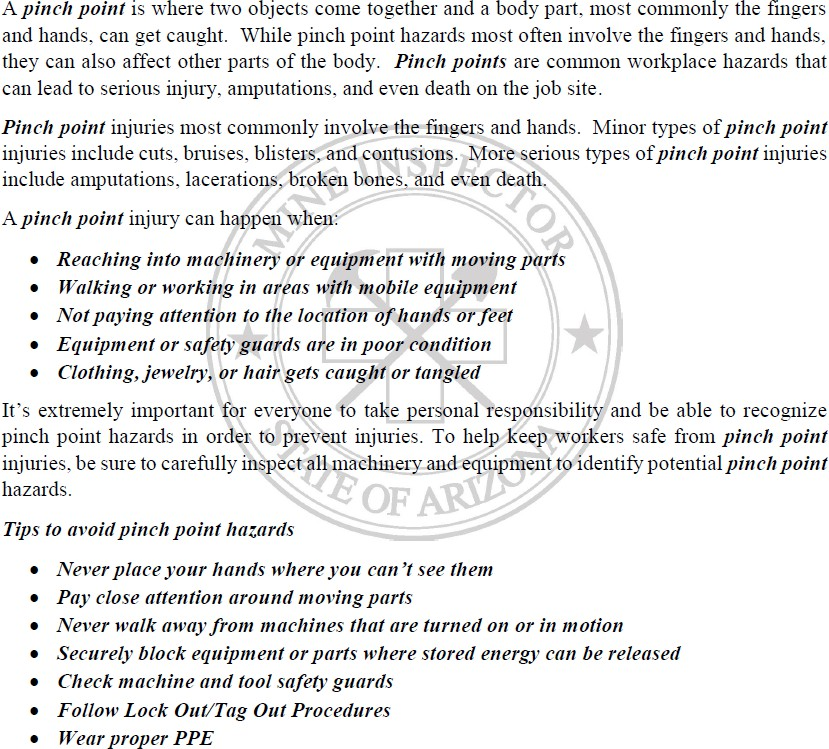 A pinch point is where two objects come together and a body part, most commonly the fingers
and hands, can get caught. While pinch point hazards most often involve the fingers and hands,
they can also affect other parts of the body. Pinch points are common workplace hazards that
can lead to serious injury, amputations, and even death on the job site.
Pinch point injuries most commonly involve the fingers and hands. Minor types of pinch point
injuries include cuts, bruises, blisters, and contusions. More serious types of pinch point injuries
include amputations, lacerations, broken bones, and even death.
A pinch point injury can happen when:
• Reaching into machinery or equipment with moving parts
• Walking or working in areas with mobile equipment
• Not paying attention to the location of hands or feet
• Equipment or safety guards are in poor condition
• Clothing, jewelry, or hair gets caught or tangled
It's extremely important for everyone to take personal responsibility and be able to recognize
pinch point hazards in order to prevent injuries. To help keep workers safe from pinch point
injuries, be sure to carefully inspect all machinery and equipment to identify potential pinch point
hazards.
Tips to avoid pinch point hazards
• Never place your hands where you can't see them
• Pay close attention around moving parts
• Never walk away from machines that are turned on or in motion
• Securely block equipment or parts where stored energy can be released
• Check machine and tool safety guards
• Follow Lock Out/Tag Out Procedures
• Wear proper PPE
MINE INSPECTOR
STATE OF ARIZONA